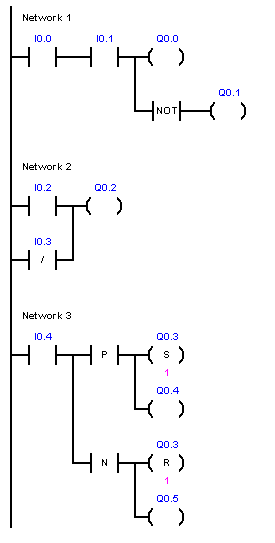 Network 1
I0.0 I0.1 Q0.0
NOT Q0.1
Network 2
I0.2 Q0.2
I0.3
/
Network 3
I0.4 P Q0.3
S
1
Q0.4
N Q0.3
R
1
Q0.5